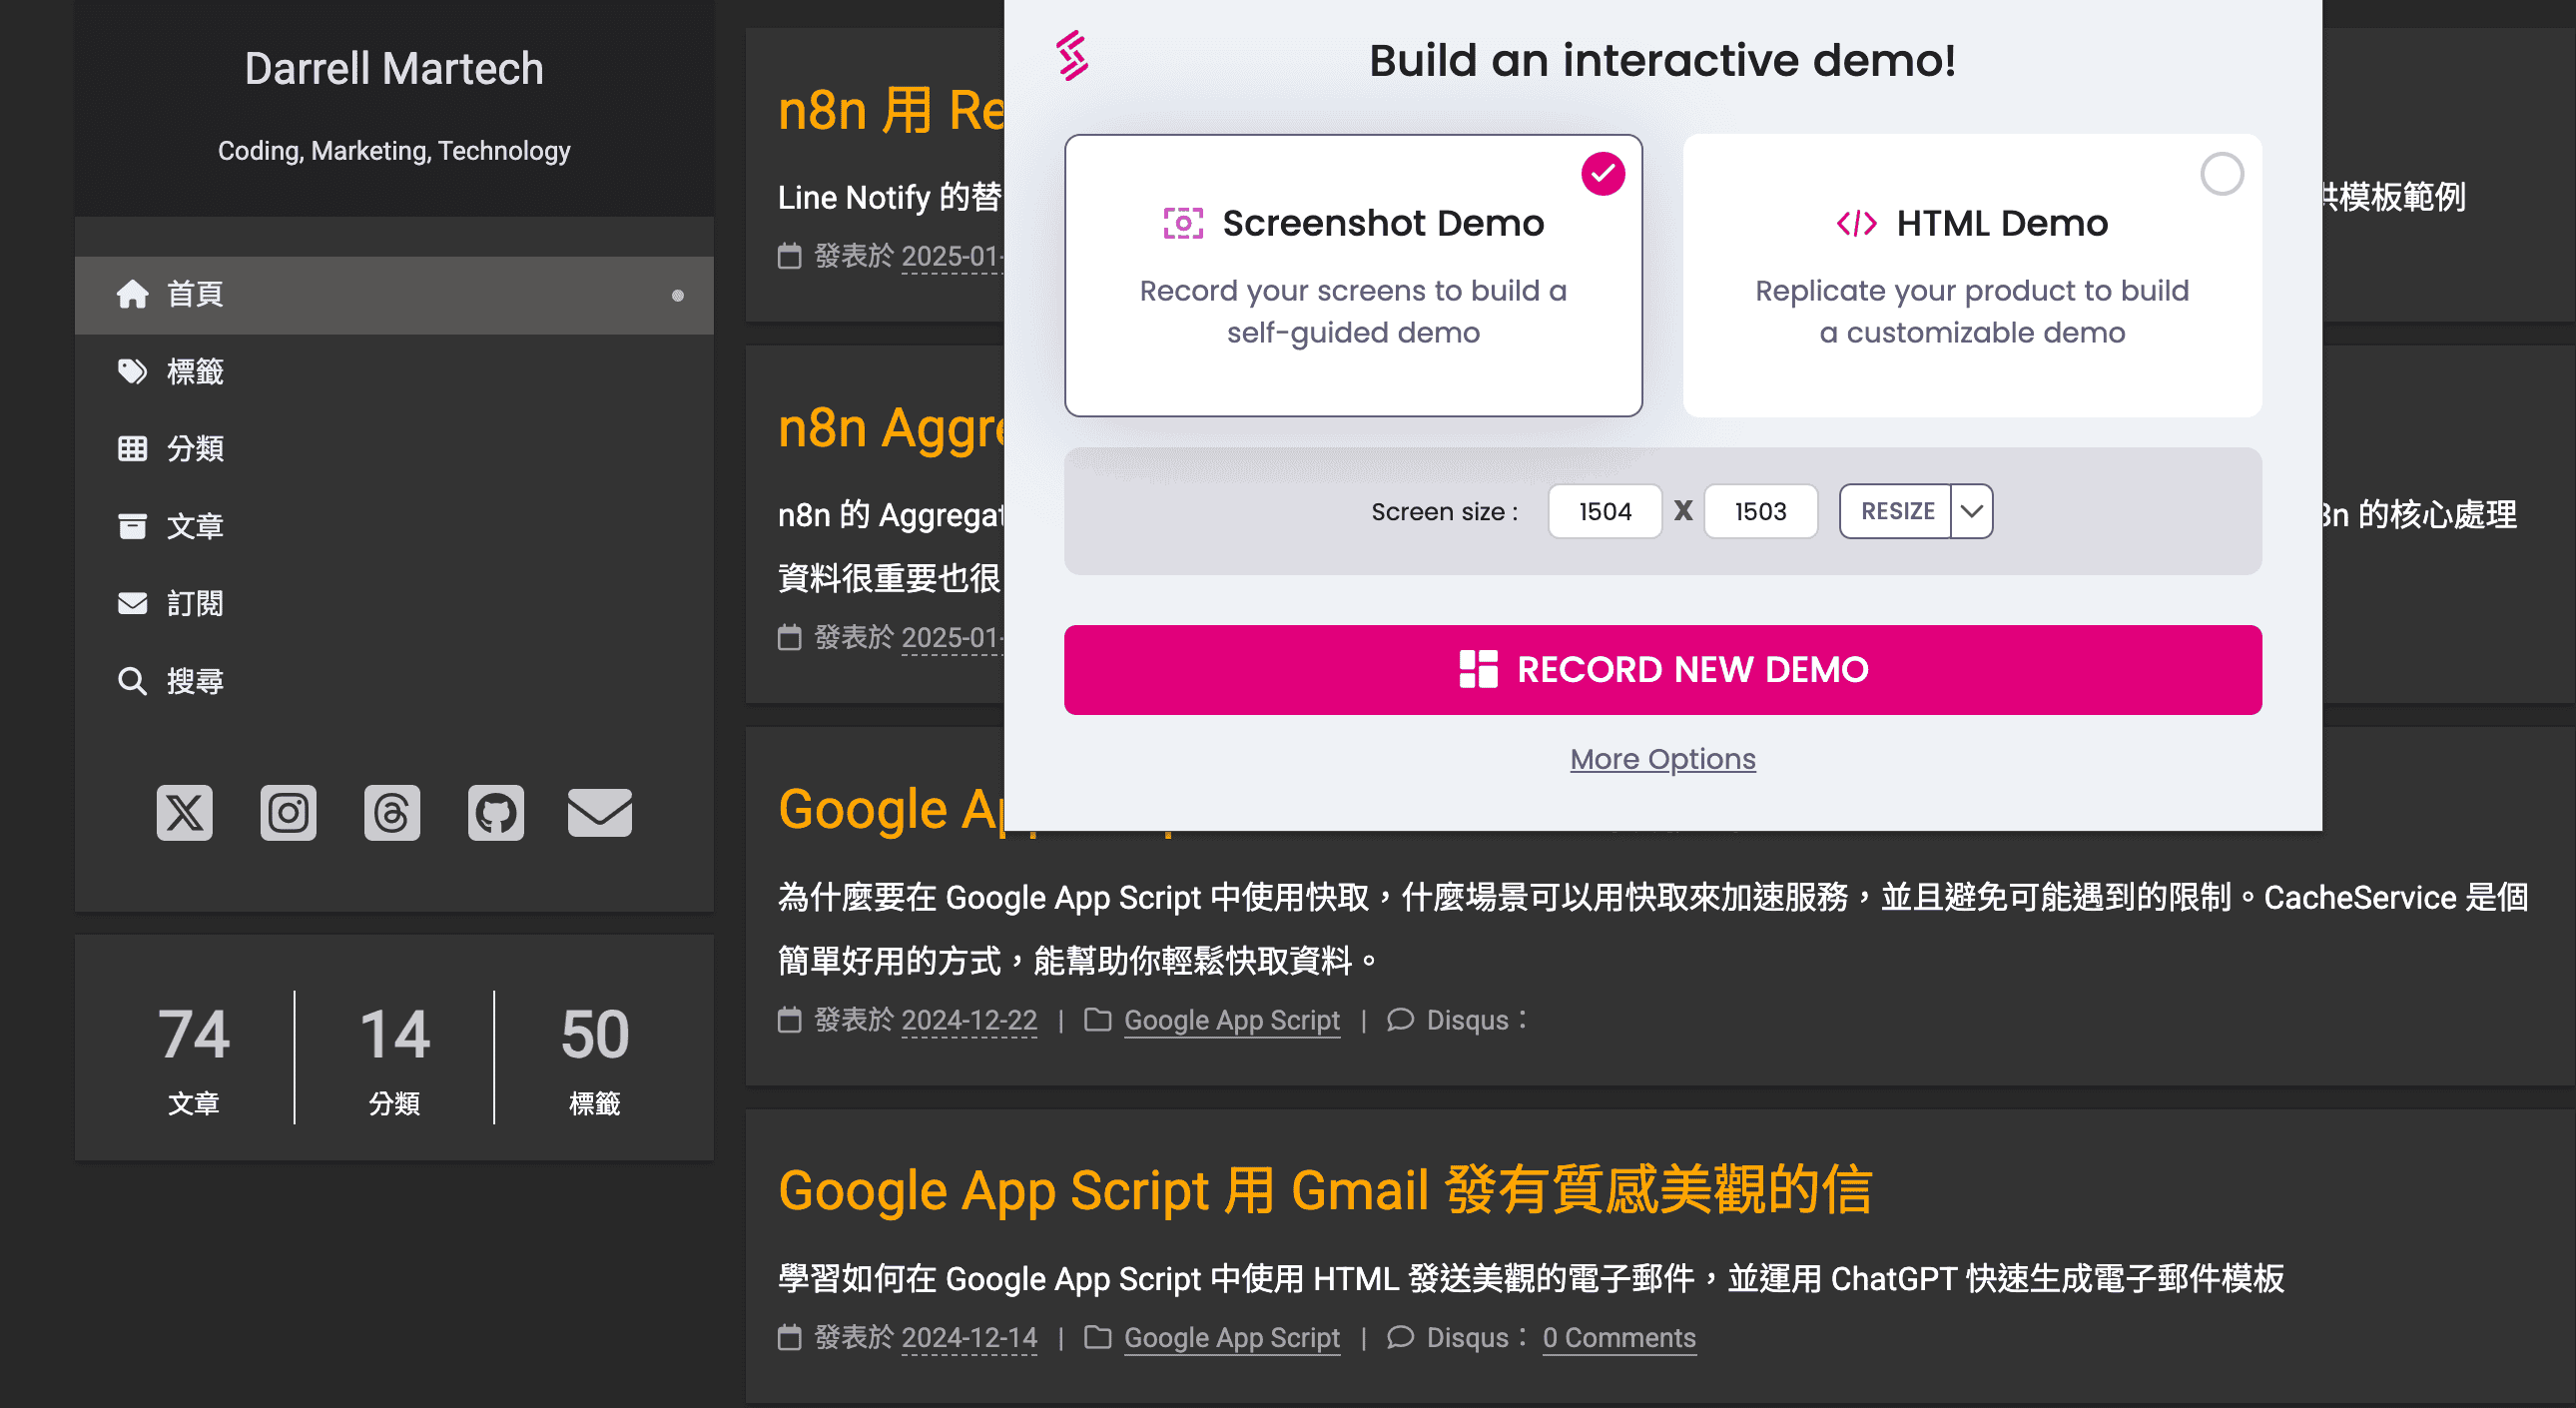 Darrell Martech
Coding, Marketing, Technology
首頁
標籤
分類
文章
訂閱
搜尋
74
文章
14
分類
50
標籤
n8n 用 Re
Line Notify 的替
供模板範例
發表於 2025-01-
n8n Aggre
n8n 的 Aggregat
8n 的核心處理
資料很重要也很
發表於 2025-01-
Google Ap
為什麼要在 Google App Script 中使用快取，什麼場景可以用快取來加速服務，並且避免可能遇到的限制。CacheService 是個
簡單好用的方式，能幫助你輕鬆快取資料。
發表於 2024-12-22 | Google App Script | Disqus：
Google App Script 用 Gmail 發有質感美觀的信
學習如何在 Google App Script 中使用 HTML 發送美觀的電子郵件，並運用 ChatGPT 快速生成電子郵件模板
發表於 2024-12-14 | Google App Script | Disqus： 0 Comments
Build an interactive demo!
Screenshot Demo
Record your screens to build a
self-guided demo
HTML Demo
Replicate your product to build
a customizable demo
Screen size : 1504 X 1503 RESIZE
RECORD NEW DEMO
More Options